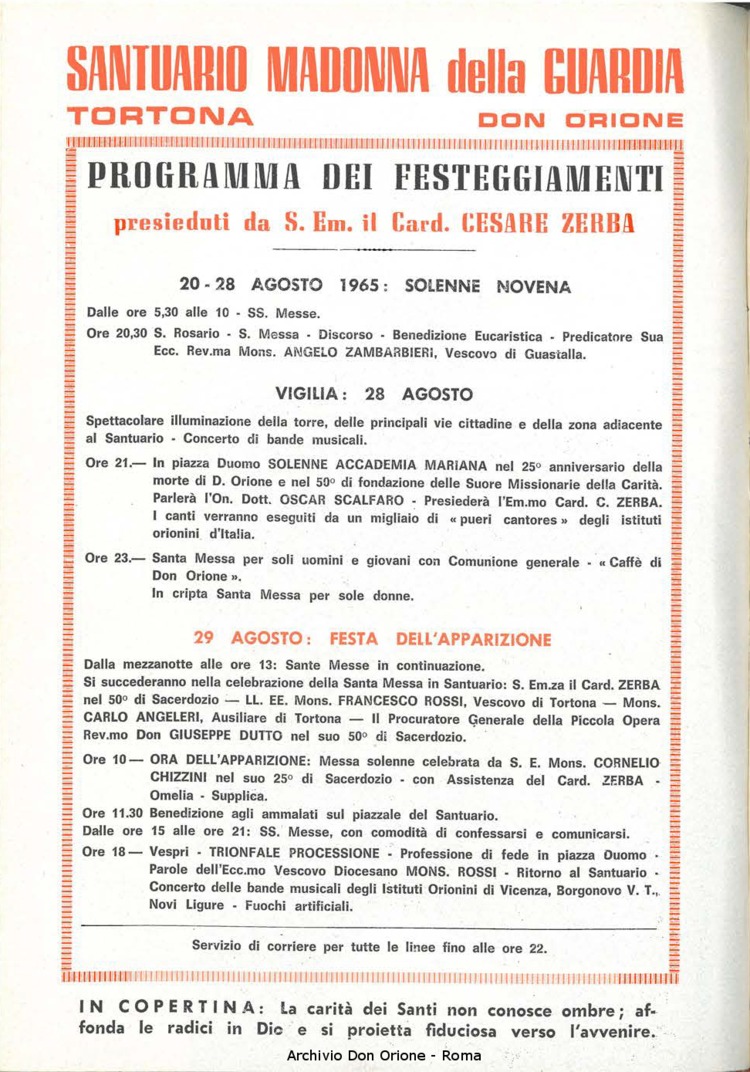 SANTUARIO MADONNA della GUARDIA
TORTONA DON ORIONE
PROGRAMMA DEI FESTEGGIAMENTI
presieduti da S. Em. il Card. CESARE ZERBA
20 - 28 AGOSTO 1965: SOLENNE NOVENA
Dalle ore 5,30 alle 10 - SS. Messe.
Ore 20,30 S. Rosario - S. Messa - Discorso - Benedizione Eucaristica - Predicatore Sua
Ecc. Rev.ma Mons. ANGELO ZAMBARBIERI, Vescovo di Guastalla.
VIGILIA: 28 AGOSTO
Spettacolare illuminazione della torre, delle principali vie cittadine e della zona adiacente
al Santuario - Concerto di bande musicali.
Ore 21.— In piazza Duomo SOLENNE ACCADEMIA MARIANA nel 25° anniversario della
morte di D. Orione e nel 50° di fondazione delle Suore Missionarie della Carità.
Parlerà l'On. Dott. OSCAR SCALFARO - Presiederà l'Em.mo Card. C. ZERBA.
I canti verranno eseguiti da un migliaio di « pueri cantores » degli istituti
orionini d'Italia.
Ore 23.— Santa Messa per soli uomini e giovani con Comunione generale - « Caffè di
Don Orione ».
In cripta Santa Messa per sole donne.
29 AGOSTO: FESTA DELL'APPARIZIONE
Dalla mezzanotte alle ore 13: Sante Messe in continuazione.
Si succederanno nella celebrazione della Santa Messa in Santuario: S. Em.za il Card. ZERBA
nel 50° di Sacerdozio — LL. EE. Mons. FRANCESCO ROSSI, Vescovo di Tortona — Mons.
CARLO ANGELERI, Ausiliare di Tortona — Il Procuratore Generale della Piccola Opera
Rev.mo Don GIUSEPPE DUTTO nel suo 50° di Sacerdozio.
Ore 10 — ORA DELL'APPARIZIONE: Messa solenne celebrata da S. E. Mons. CORNELIO
CHIZZINI nel suo 25° di Sacerdozio - con Assistenza del Card. ZERBA -
Omelia - Supplica.
Ore 11.30 Benedizione agli ammalati sul piazzale del Santuario.
Dalle ore 15 alle ore 21: SS. Messe, con comodità di confessarsi e comunicarsi.
Ore 18 — Vespri - TRIONFALE PROCESSIONE - Professione di fede in piazza Duomo -
Parole dell'Ecc.mo Vescovo Diocesano MONS. ROSSI - Ritorno al Santuario -
Concerto delle bande musicali degli Istituti Orionini di Vicenza, Borgonovo V. T.,
Novi Ligure - Fuochi artificiali.
Servizio di corriere per tutte le linee fino alle ore 22.
IN COPERTINA: La carità dei Santi non conosce ombre; af-
fonda le radici in Dio e si proietta fiduciosa verso l'avvenire.
Archivio Don Orione - Roma